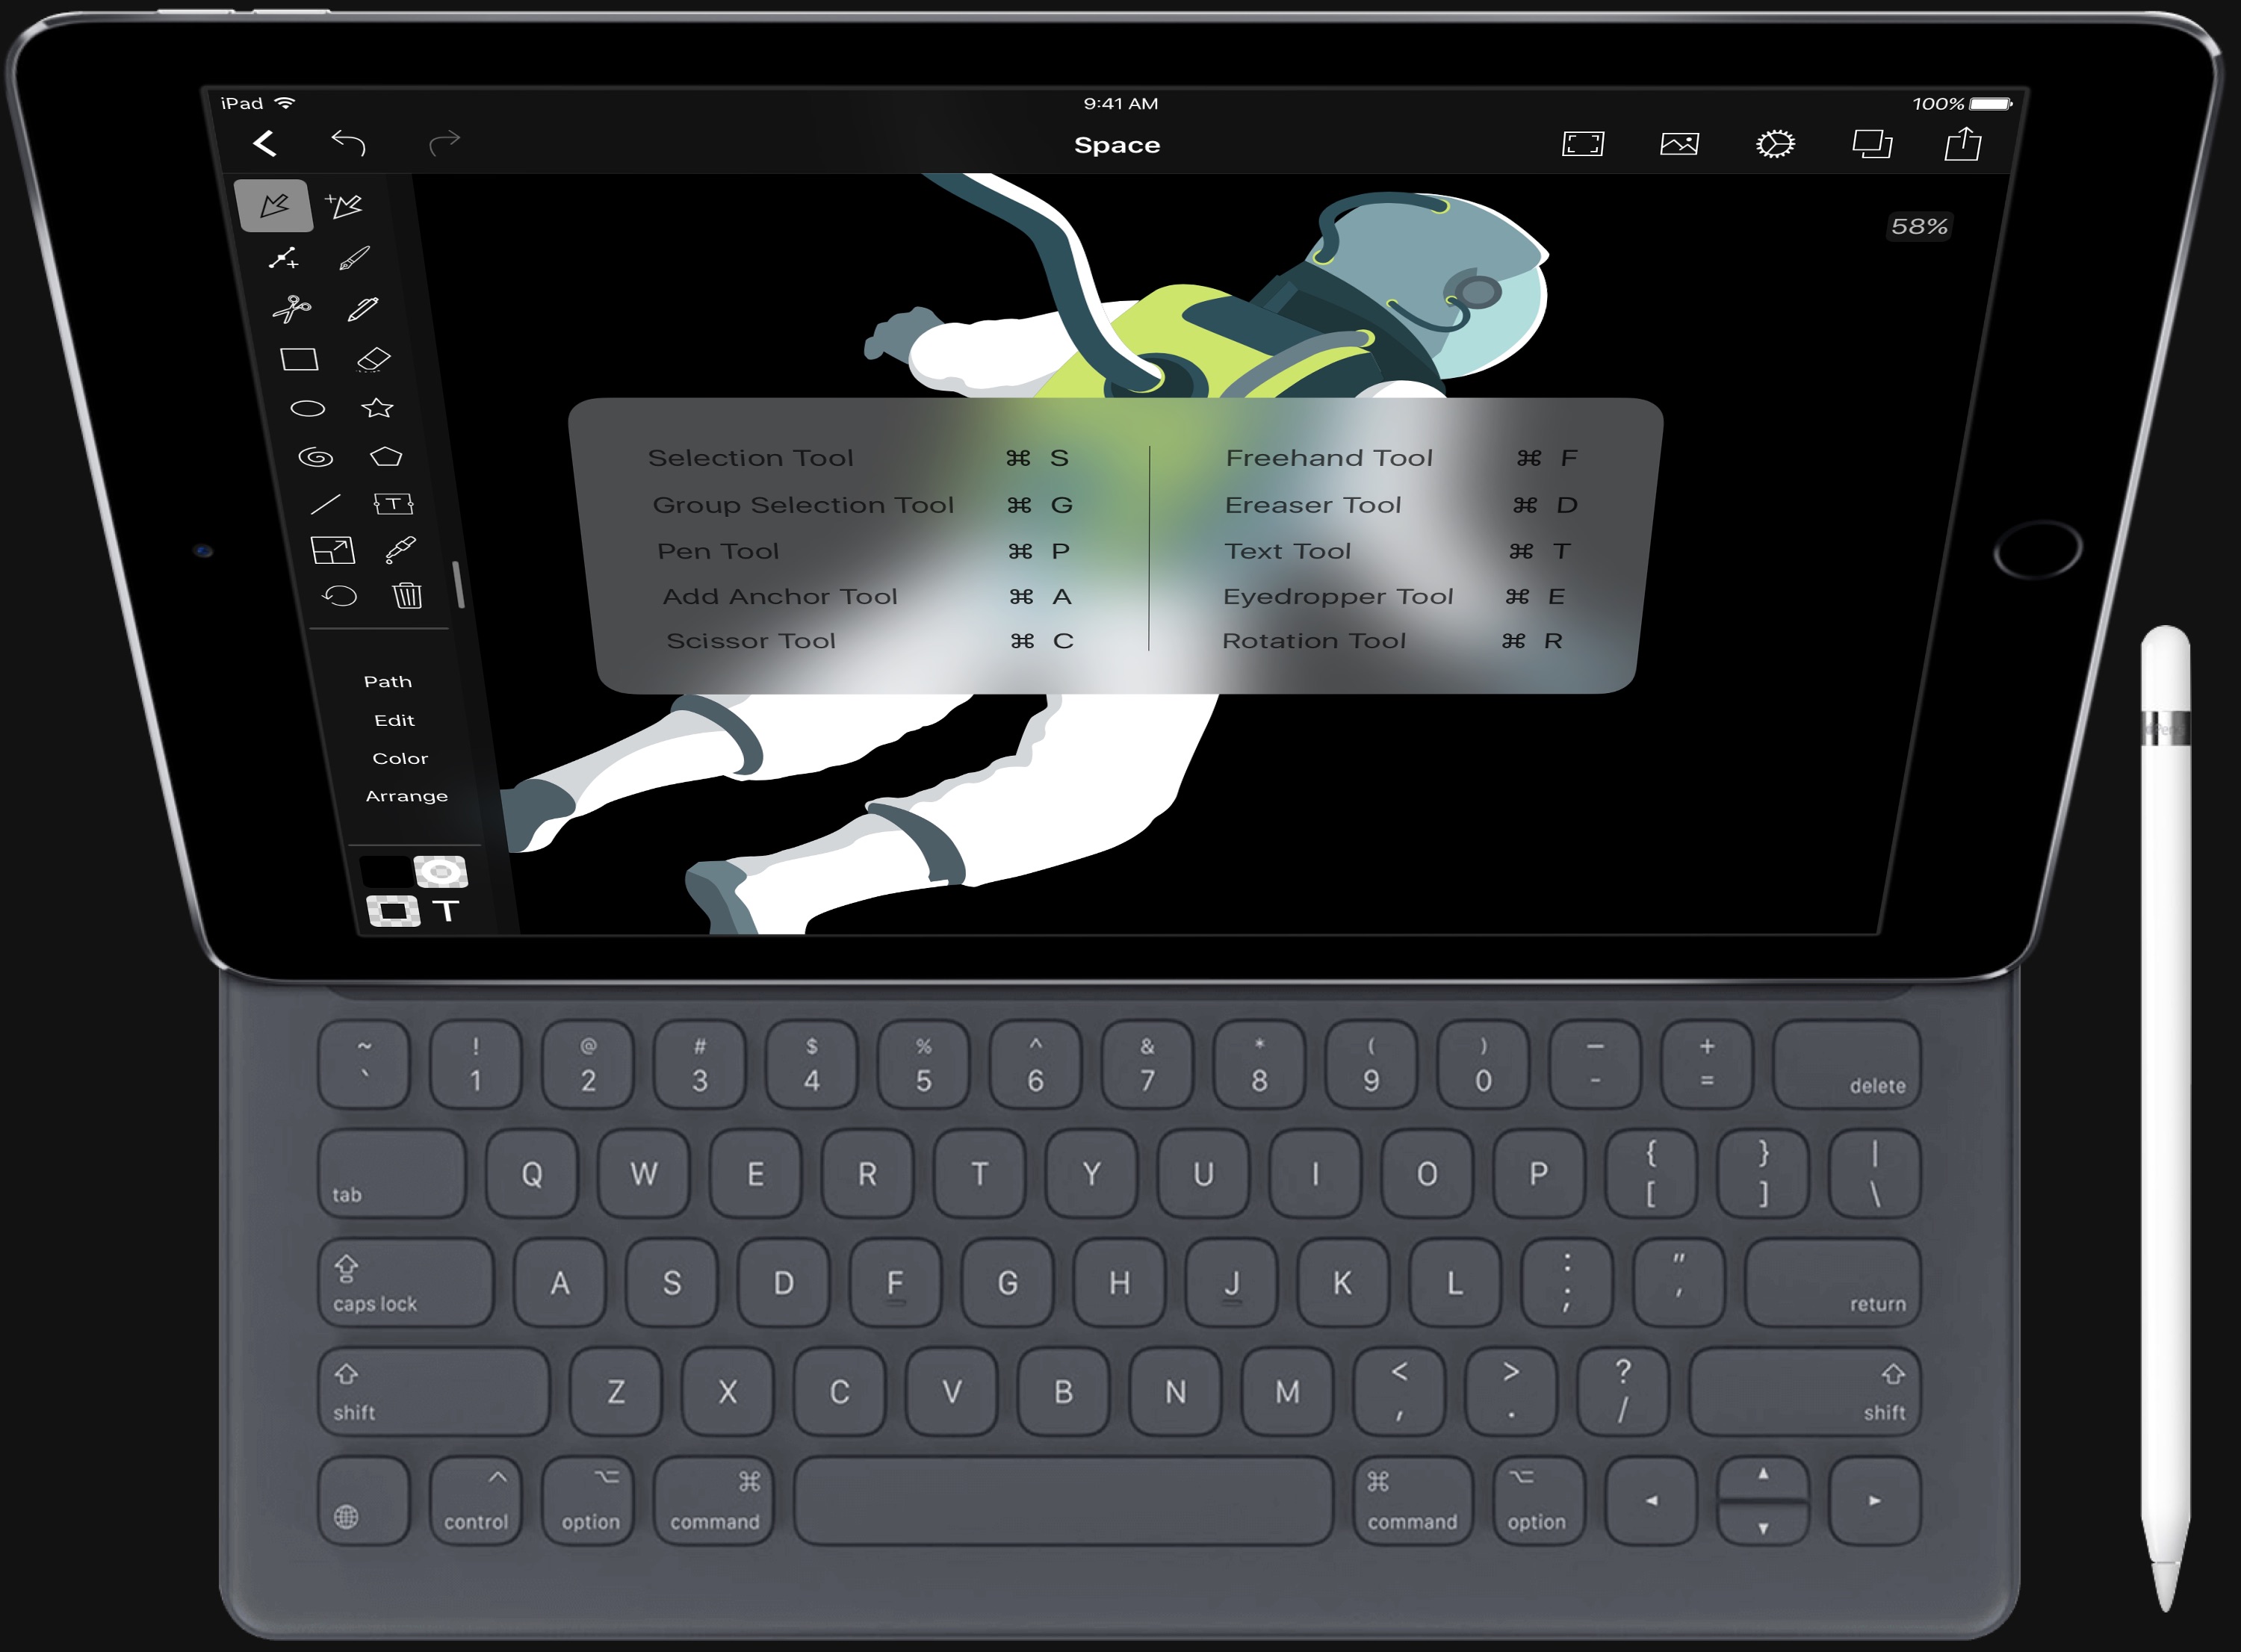 iPad 9:41 AM 100%
Space
58%
Selection Tool ⌘ S Freehand Tool ⌘ F
Group Selection Tool ⌘ G Ereaser Tool ⌘ D
Pen Tool ⌘ P Text Tool ⌘ T
Add Anchor Tool ⌘ A Eyedropper Tool ⌘ E
Scissor Tool ⌘ C Rotation Tool ⌘ R
T
Path
Edit
Color
Arrange
T
~ ! @ # $ % ^ & * ( ) — +
` 1 2 3 4 5 6 7 8 9 0 - = delete
tab Q W E R T Y U I O P { [ } ] | \
caps lock A S D F G H J K L : ; " ' return
shift Z X C V B N M < , > . ? / shift
^ control ⌥ option ⌘ command ⌘ command ⌥ option ◄ ▲ ▼ ►